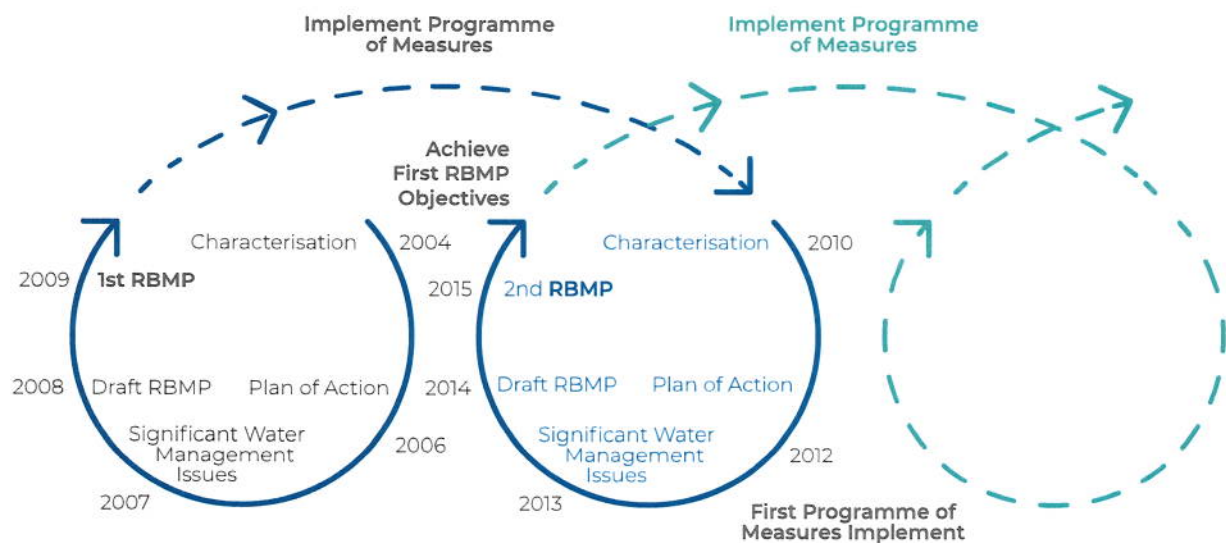 Implement Programme
of Measures
Implement Programme
of Measures
Achieve
First RBMP
Objectives
Characterisation
2004
2009
1st RBMP
2008
Draft RBMP
Plan of Action
2006
Significant Water
Management
Issues
2007
Characterisation
2010
2015
2nd RBMP
2014
Draft RBMP
Plan of Action
2012
Significant Water
Management
Issues
2013
First Programme of
Measures Implement